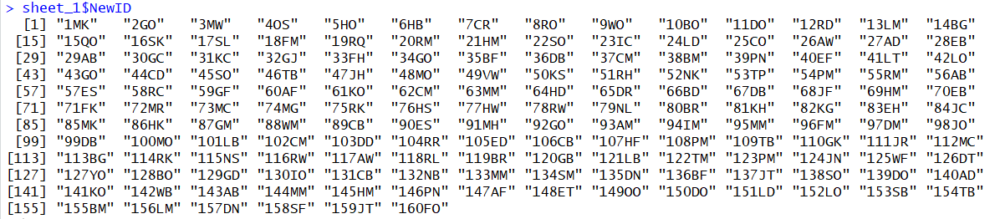 > sheet_1$NewID
[1] "1MK" "2GO" "3MW" "4OS" "5HO" "6HB" "7CR" "8RO" "9WO" "10BO" "11DO" "12RD" "13LM" "14BG"
[15] "15QO" "16SK" "17SL" "18FM" "19RQ" "20RM" "21HM" "22SO" "23IC" "24LD" "25CO" "26AW" "27AD" "28EB"
[29] "29AB" "30GC" "31KC" "32GJ" "33FH" "34GO" "35BF" "36DB" "37CM" "38BM" "39PN" "40EF" "41LT" "42LO"
[43] "43GO" "44CD" "45SO" "46TB" "47JH" "48MO" "49VW" "50KS" "51RH" "52NK" "53TP" "54PM" "55RM" "56AB"
[57] "57ES" "58RC" "59GF" "60AF" "61KO" "62CM" "63MM" "64HD" "65DR" "66BD" "67DB" "68JF" "69HM" "70EB"
[71] "71FK" "72MR" "73MC" "74MG" "75RK" "76HS" "77HW" "78RW" "79NL" "80BR" "81KH" "82KG" "83EH" "84JC"
[85] "85MK" "86HK" "87GM" "88WM" "89CB" "90ES" "91MH" "92GO" "93AM" "94IM" "95MM" "96FM" "97DM" "98JO"
[99] "99DB" "100MO" "101LB" "102CM" "103DD" "104RR" "105ED" "106CB" "107HF" "108PM" "109TB" "110GK" "111JR" "112MC"
[113] "113BG" "114RK" "115NS" "116RW" "117AW" "118RL" "119BR" "120GB" "121LB" "122TM" "123PM" "124JN" "125WF" "126DT"
[127] "127YO" "128BO" "129GD" "130IO" "131CB" "132NB" "133MM" "134SM" "135DN" "136BF" "137JT" "138SO" "139DO" "140AD"
[141] "141KO" "142WB" "143AB" "144MM" "145HM" "146PN" "147AF" "148ET" "149OO" "150DO" "151LD" "152LO" "153SB" "154TB"
[155] "155BM" "156LM" "157DN" "158SF" "159JT" "160FO"